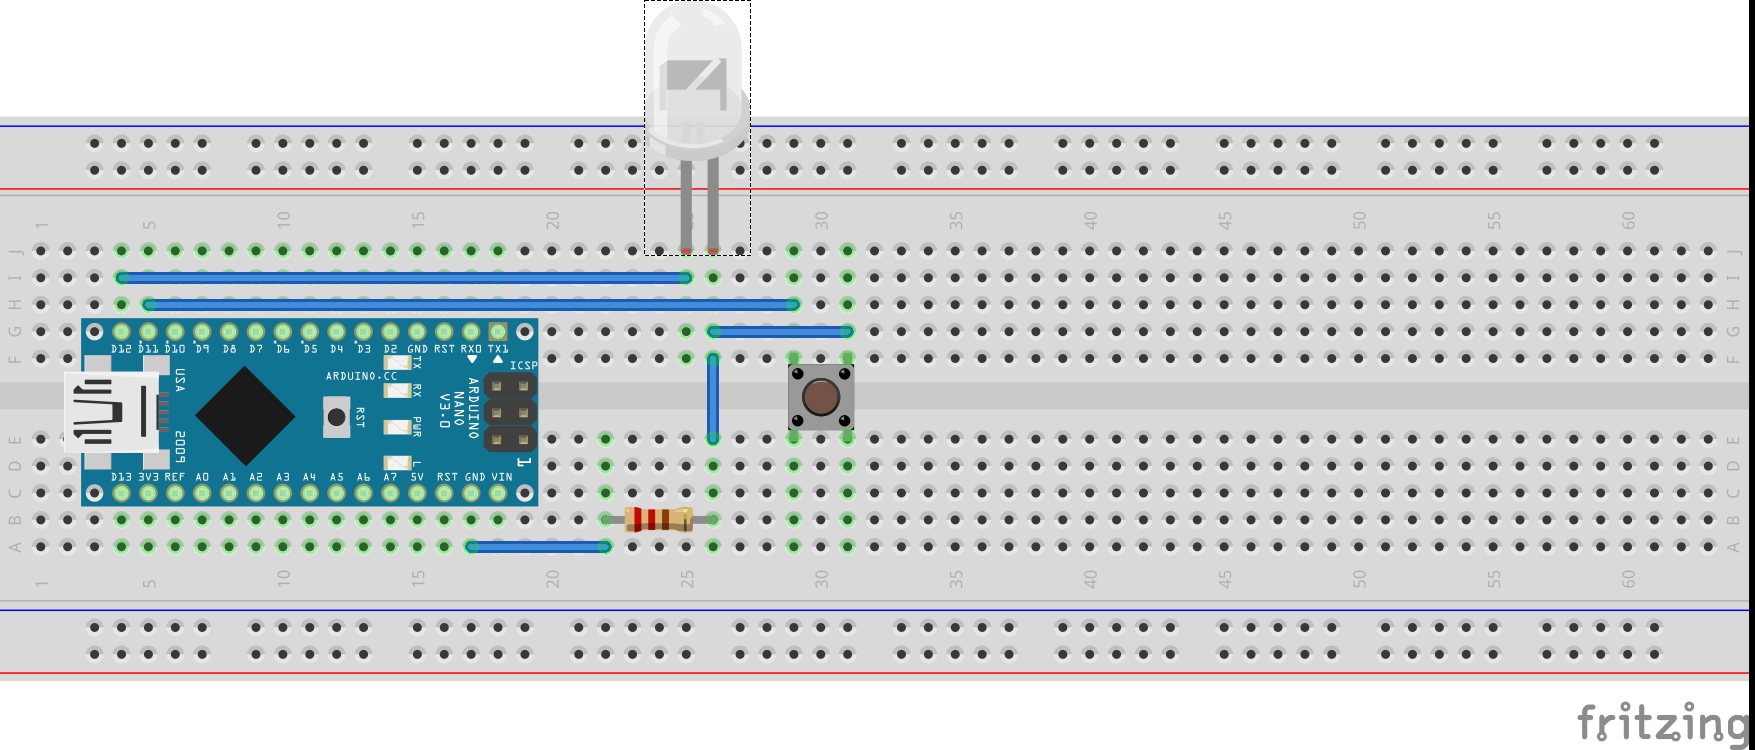 1 5 10 15 20 25 30 35 40 45 50 55 60
J J
I I
H H
G G
F F
D12 D11 D10 D9 D8 D7 D6 D5 D4 D3 D2 GND RST RX0 TX1
ICSP
TX
ARDUINO.CC
RX
USA
ARDUINO
NANO
V3.0
RST
PWR
2009
L
1
D13 3V3 REF A0 A1 A2 A3 A4 A5 A6 A7 5V RST GND VIN
E E
D D
C C
B B
A A
1 5 10 15 20 25 30 35 40 45 50 55 60
fritzing